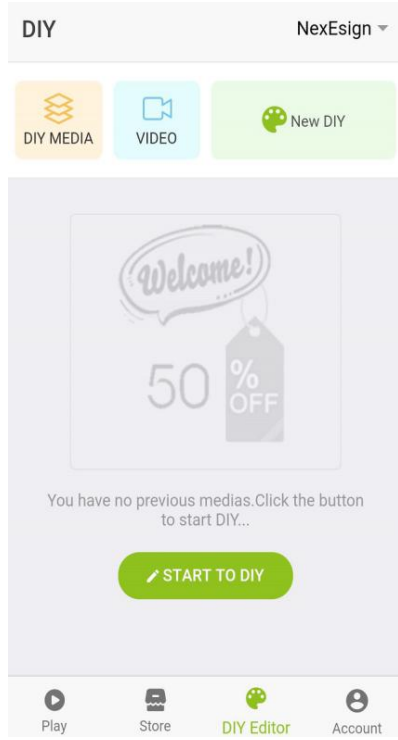 DIY
NexEsign
DIY MEDIA
VIDEO
New DIY
Welcome!
50
%
OFF
You have no previous medias.Click the button
to start DIY...
START TO DIY
Play
Store
DIY Editor
Account